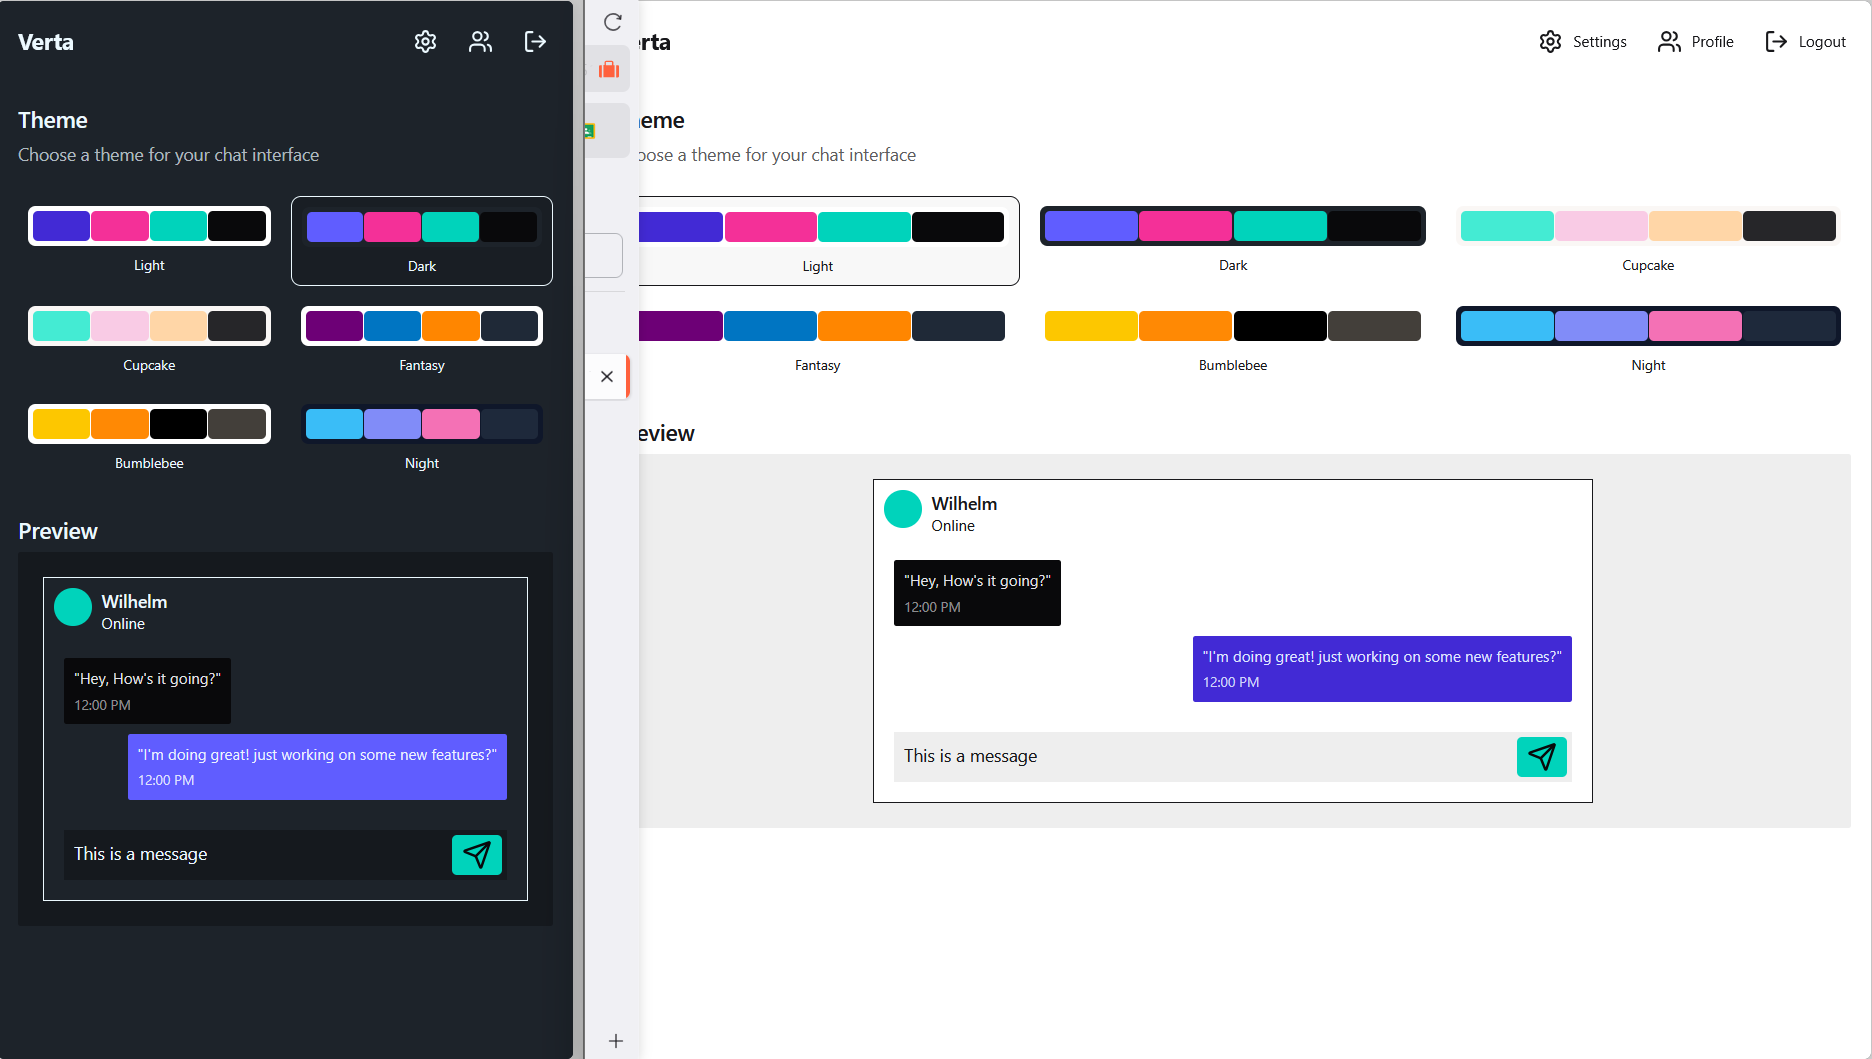 Verta
Theme
Choose a theme for your chat interface
Light
Dark
Cupcake
Fantasy
Bumblebee
Night
Preview
Wilhelm
Online
"Hey, How's it going?"
12:00 PM
"I'm doing great! just working on some new features?"
12:00 PM
This is a message
rta
Settings
Profile
Logout
eme
oose a theme for your chat interface
Light
Dark
Cupcake
Fantasy
Bumblebee
Night
eview
Wilhelm
Online
"Hey, How's it going?"
12:00 PM
"I'm doing great! just working on some new features?"
12:00 PM
This is a message